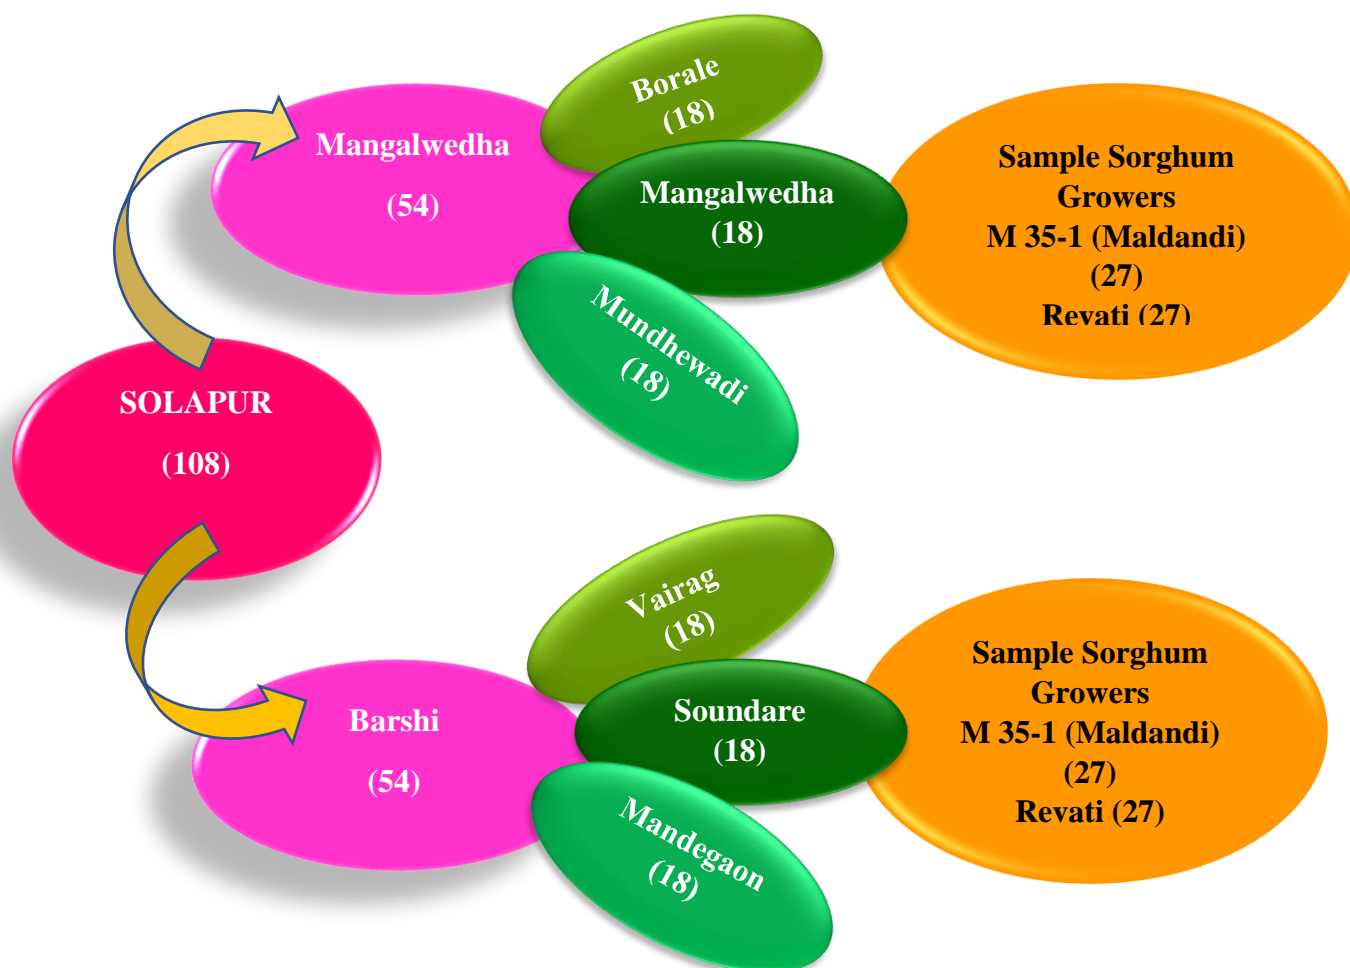 Borale
(18)
Mangalwedha
(54)
Mangalwedha
(18)
Sample Sorghum
Growers
M 35-1 (Maldandi)
(27)
Revati (27)
Mundhewadi
(18)
SOLAPUR
(108)
Vairag
(18)
Barshi
(54)
Soundare
(18)
Sample Sorghum
Growers
M 35-1 (Maldandi)
(27)
Revati (27)
Mandegaon
(18)